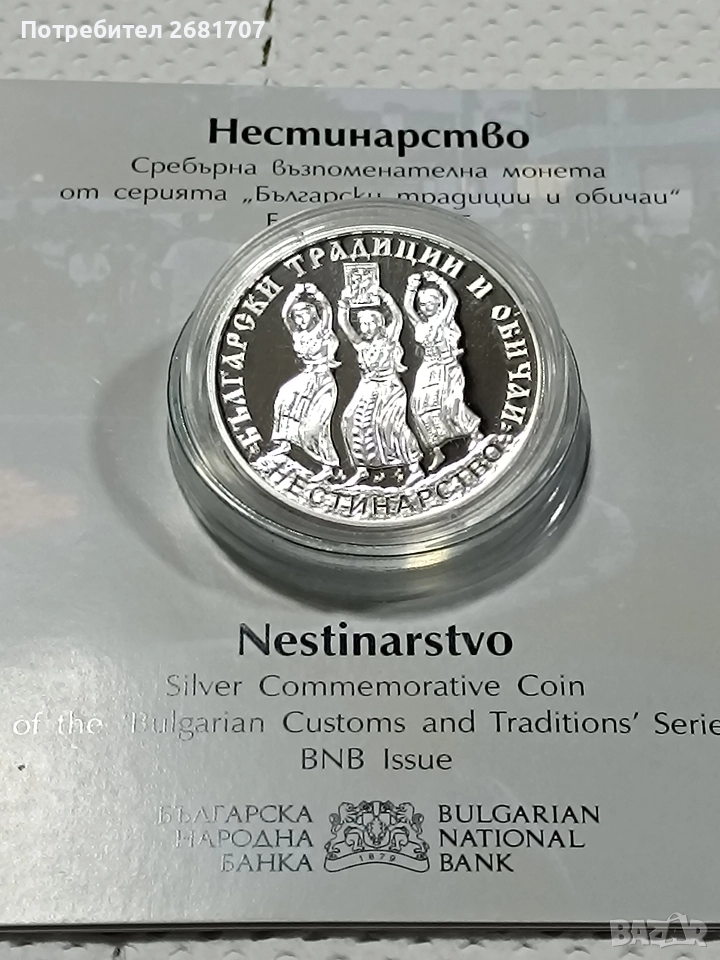 Потребител 2681707
Нестинарство
Сребърна възпоменателна монета
от серията „Български традиции и обичаи“
БЪЛГАРСКИ ТРАДИЦИИ И ОБИЧАИ
НЕСТИНАРСТВО
Nestinarstvo
Silver Commemorative Coin
of the 'Bulgarian Customs and Traditions' Serie
BNB Issue
БЪЛГАРСКА
НАРОДНА
БАНКА
1879
BULGARIAN
NATIONAL
BANK
BAZAR